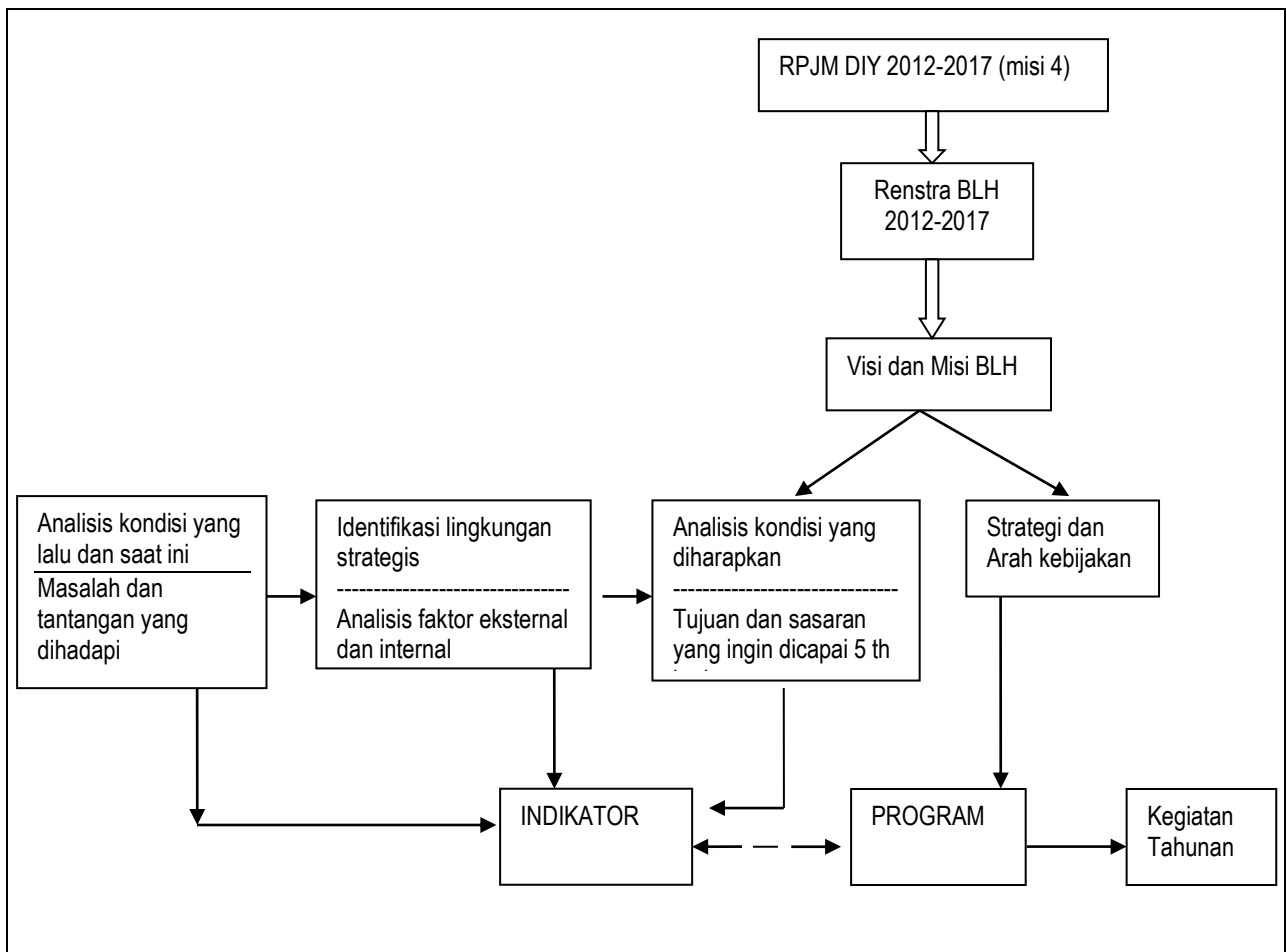 RPJM DIY 2012-2017 (misi 4)
Renstra BLH
2012-2017
Visi dan Misi BLH
Analisis kondisi yang
lalu dan saat ini
Masalah dan
tantangan yang
dihadapi
Identifikasi lingkungan
strategis
--------------------------------
Analisis faktor eksternal
dan internal
Analisis kondisi yang
diharapkan
-------------------------------
Tujuan dan sasaran
yang ingin dicapai 5 th
Strategi dan
Arah kebijakan
INDIKATOR
PROGRAM
Kegiatan
Tahunan